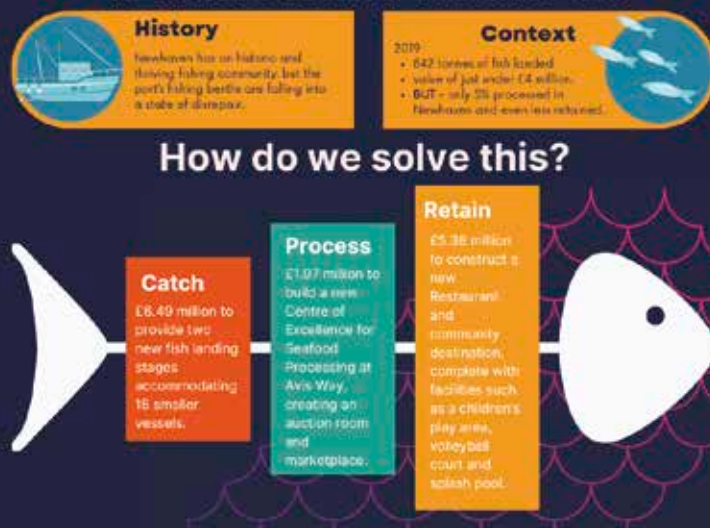 History
Newhaven has an historic and
thriving fishing community, but the
port's fishing berths are falling into
a state of disrepair.
Context
2019
• 642 tonnes of fish landed
• value of just under £4 million.
• BUT - only 5% processed in
Newhaven and even less retained.
How do we solve this?
Catch
£6.49 million to
provide two
new fish landing
stages
accommodating
16 smaller
vessels.
Process
£1.97 million to
build a new
Centre of
Excellence for
Seafood
Processing at
Avis Way,
creating an
auction room
and
marketplace.
Retain
£5.38 million
to construct a
new
Restaurant
and
community
destination,
complete with
facilities such
as a children's
play area,
volleyball
court and
splash pool.